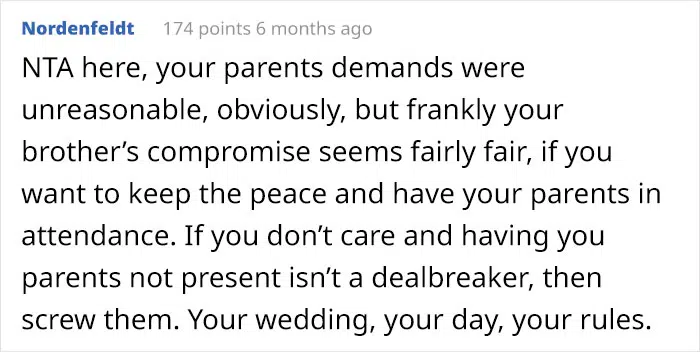 Nordenfeldt 174 points 6 months ago
NTA here, your parents demands were
unreasonable, obviously, but frankly your
brother’s compromise seems fairly fair, if you
want to keep the peace and have your parents in
attendance. If you don’t care and having you
parents not present isn’t a dealbreaker, then
screw them. Your wedding, your day, your rules.